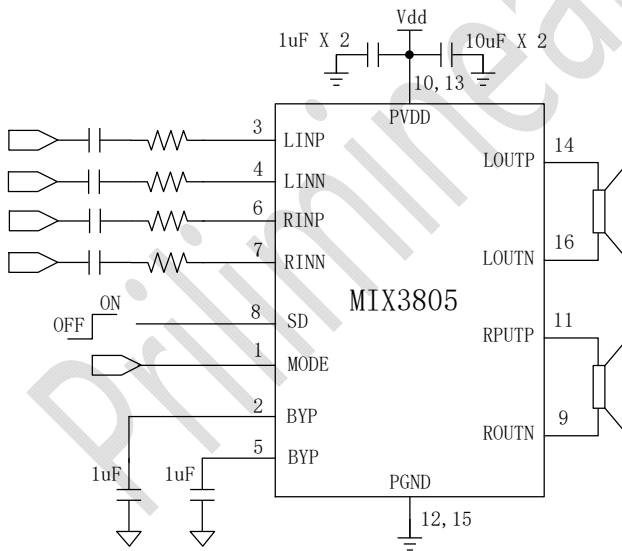 Vdd
1uF X 2
10uF X 2
10,13
PVDD
3
LINP
4
LINN
6
RINP
7
RINN
ON
OFF
8
SD
1
MODE
2
BYP
5
BYP
1uF
1uF
MIX3805
LOUTP
14
LOUTN
16
RPUTP
11
ROUTN
9
PGND
12,15
Priliminea